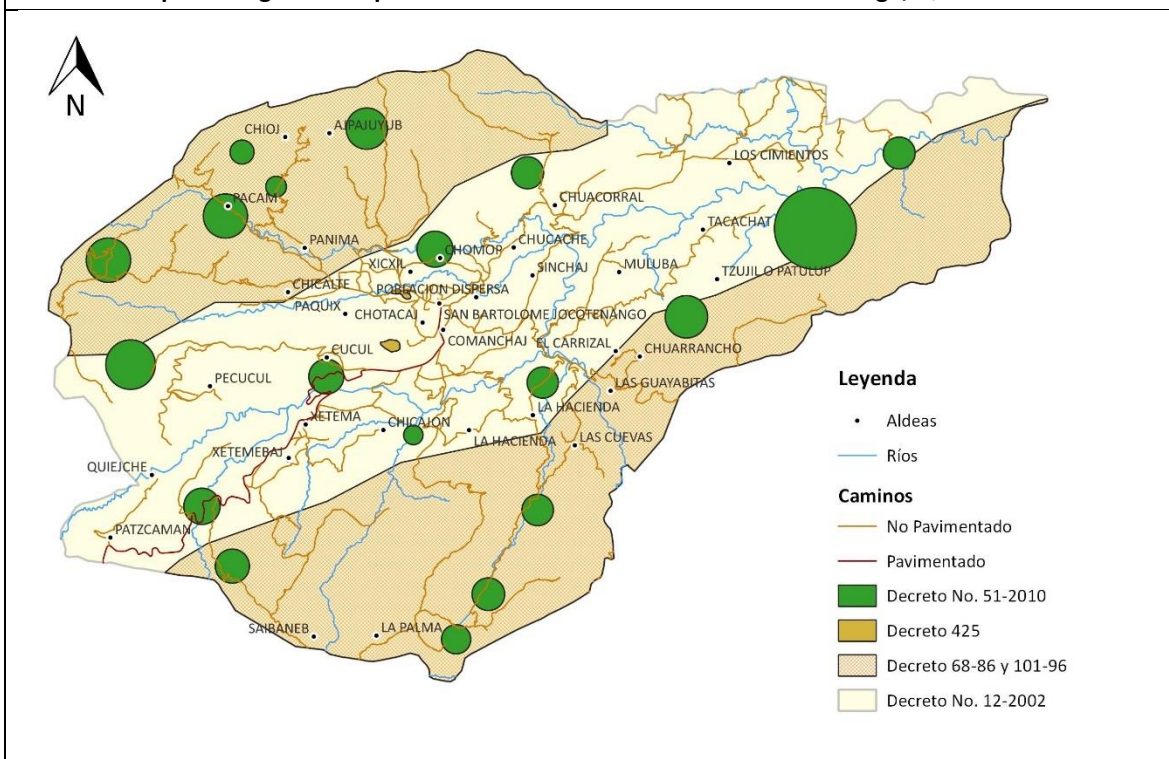 N
CHIOJ
AJPAJUYUB
LOS CIMIENTOS
PACAM
CHUACORRAL
TACACHAT
PANIMA
CHOMOP
CHUCACHE
XICXIL
SINCHAJ
MULUBA
TZUJIL O PATULUP
CHICALTE
POBLACION DISPERSA
PAQUIX
CHOTACAJ
SAN BARTOLOME JOCOTENANGO
COMANCHAJ
EL CARRIZAL
CHUARRANCHO
CUCUL
PECUCUL
LAS GUAYABITAS
LA HACIENDA
XETEMA
CHICAJON
LA HACIENDA
LAS CUEVAS
XETEMEBAJ
QUIEJCHE
PATZCAMAN
SAIBANEB
LA PALMA
Leyenda
Aldeas
Ríos
Caminos
No Pavimentado
Pavimentado
Decreto No. 51-2010
Decreto 425
Decreto 68-86 y 101-96
Decreto No. 12-2002